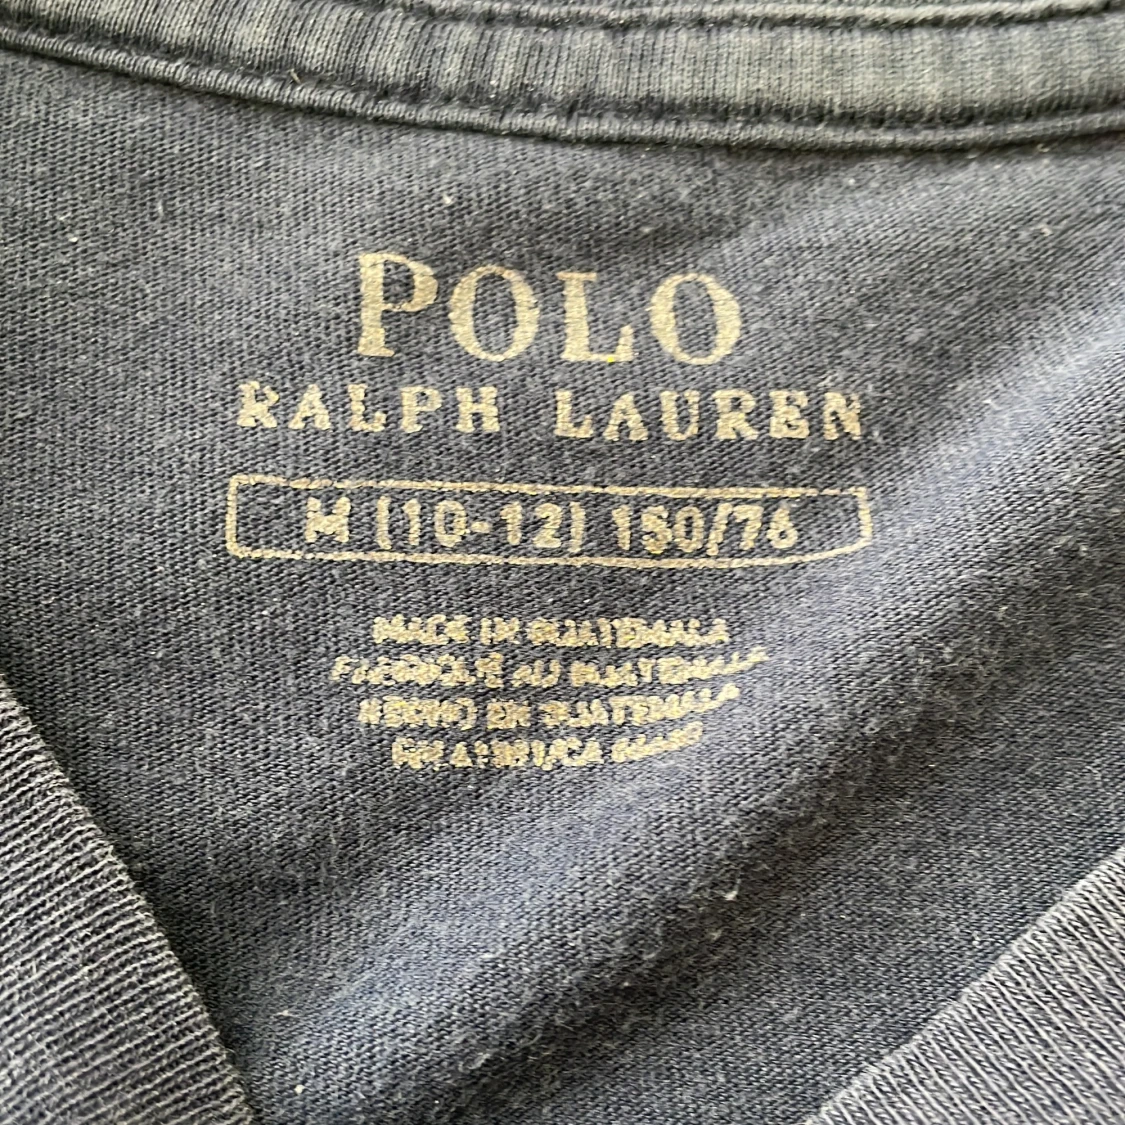 POLO
RALPH LAUREN
M (10-12) 150/76
MADE IN GUATEMALA
FABRIQUÉ AU GUATEMALA
HECHO EN GUATEMALA